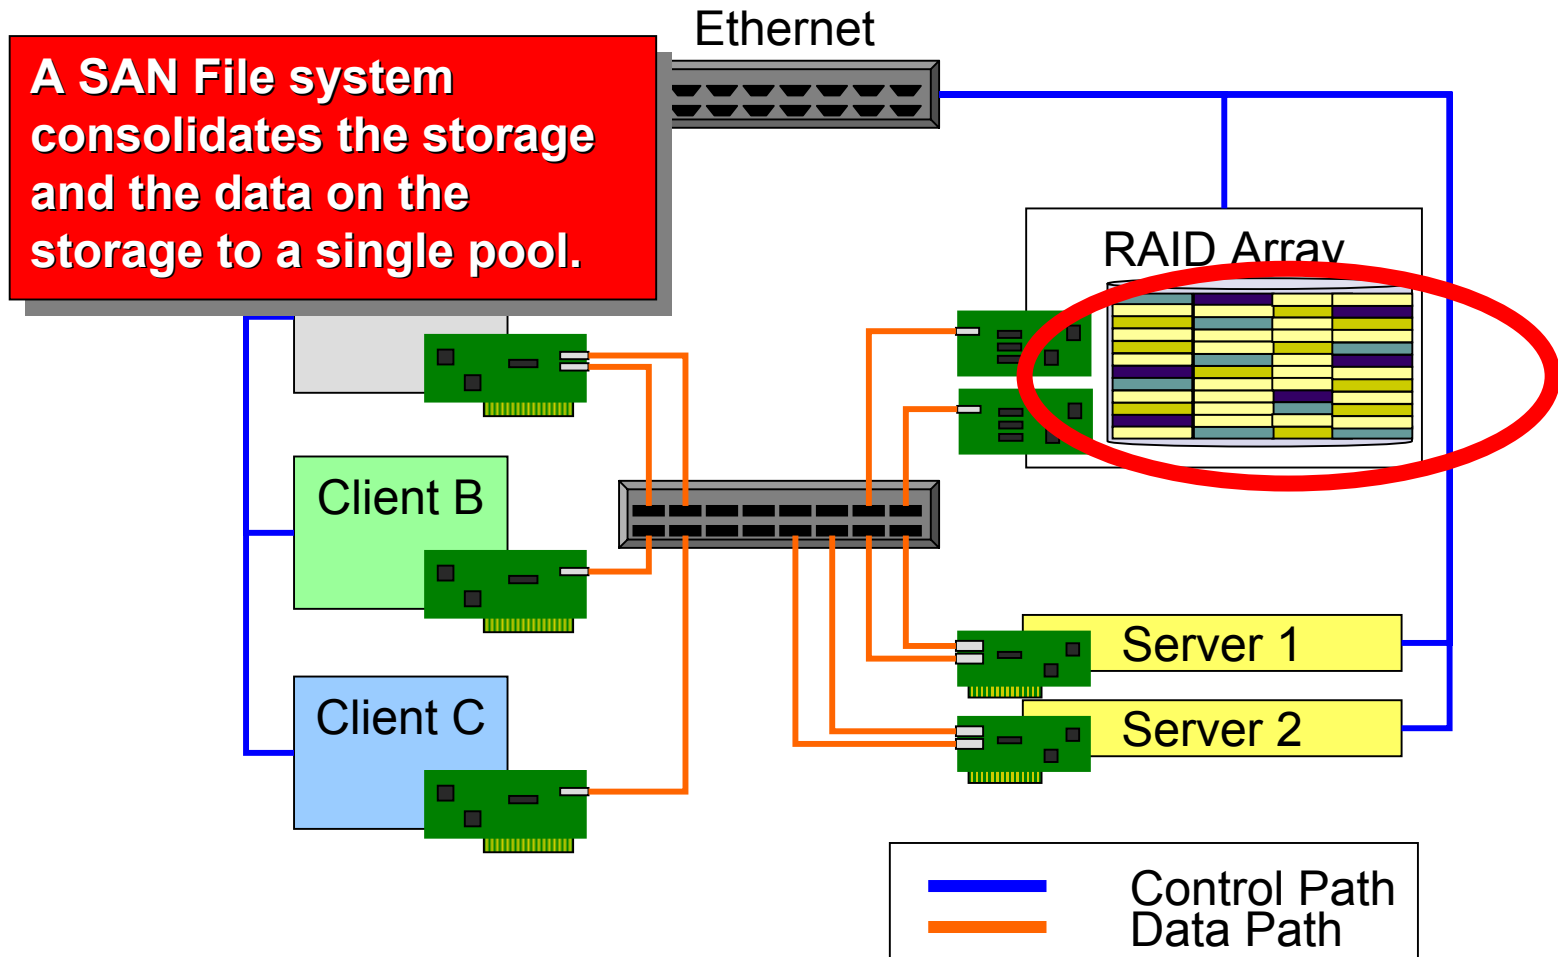 Ethernet
A SAN File system
consolidates the storage
and the data on the
storage to a single pool.
RAID Array
Client B
Client C
Server 1
Server 2
Control Path
Data Path